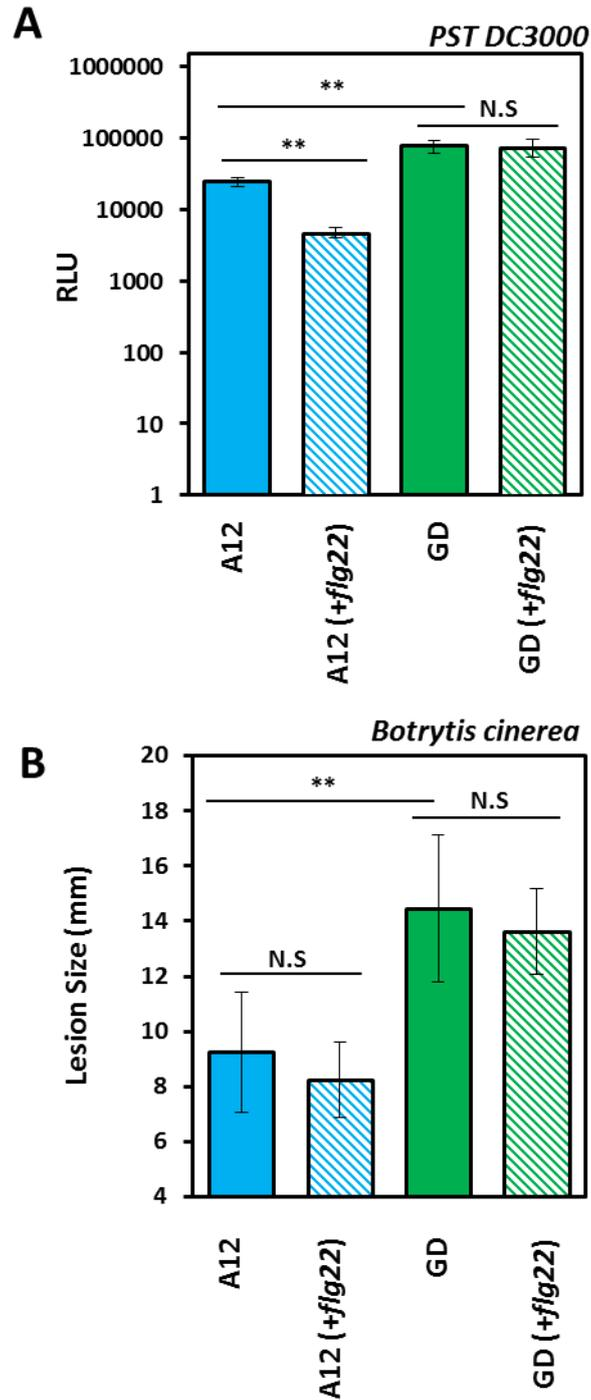 A
PST DC3000
1000000
100000
10000
1000
100
10
1
RLU
**
**
N.S
A12
A12 (+flg22)
GD
GD (+flg22)
B
Botrytis cinerea
20
18
16
14
12
10
8
6
4
Lesion Size (mm)
**
N.S
N.S
A12
A12 (+flg22)
GD
GD (+flg22)